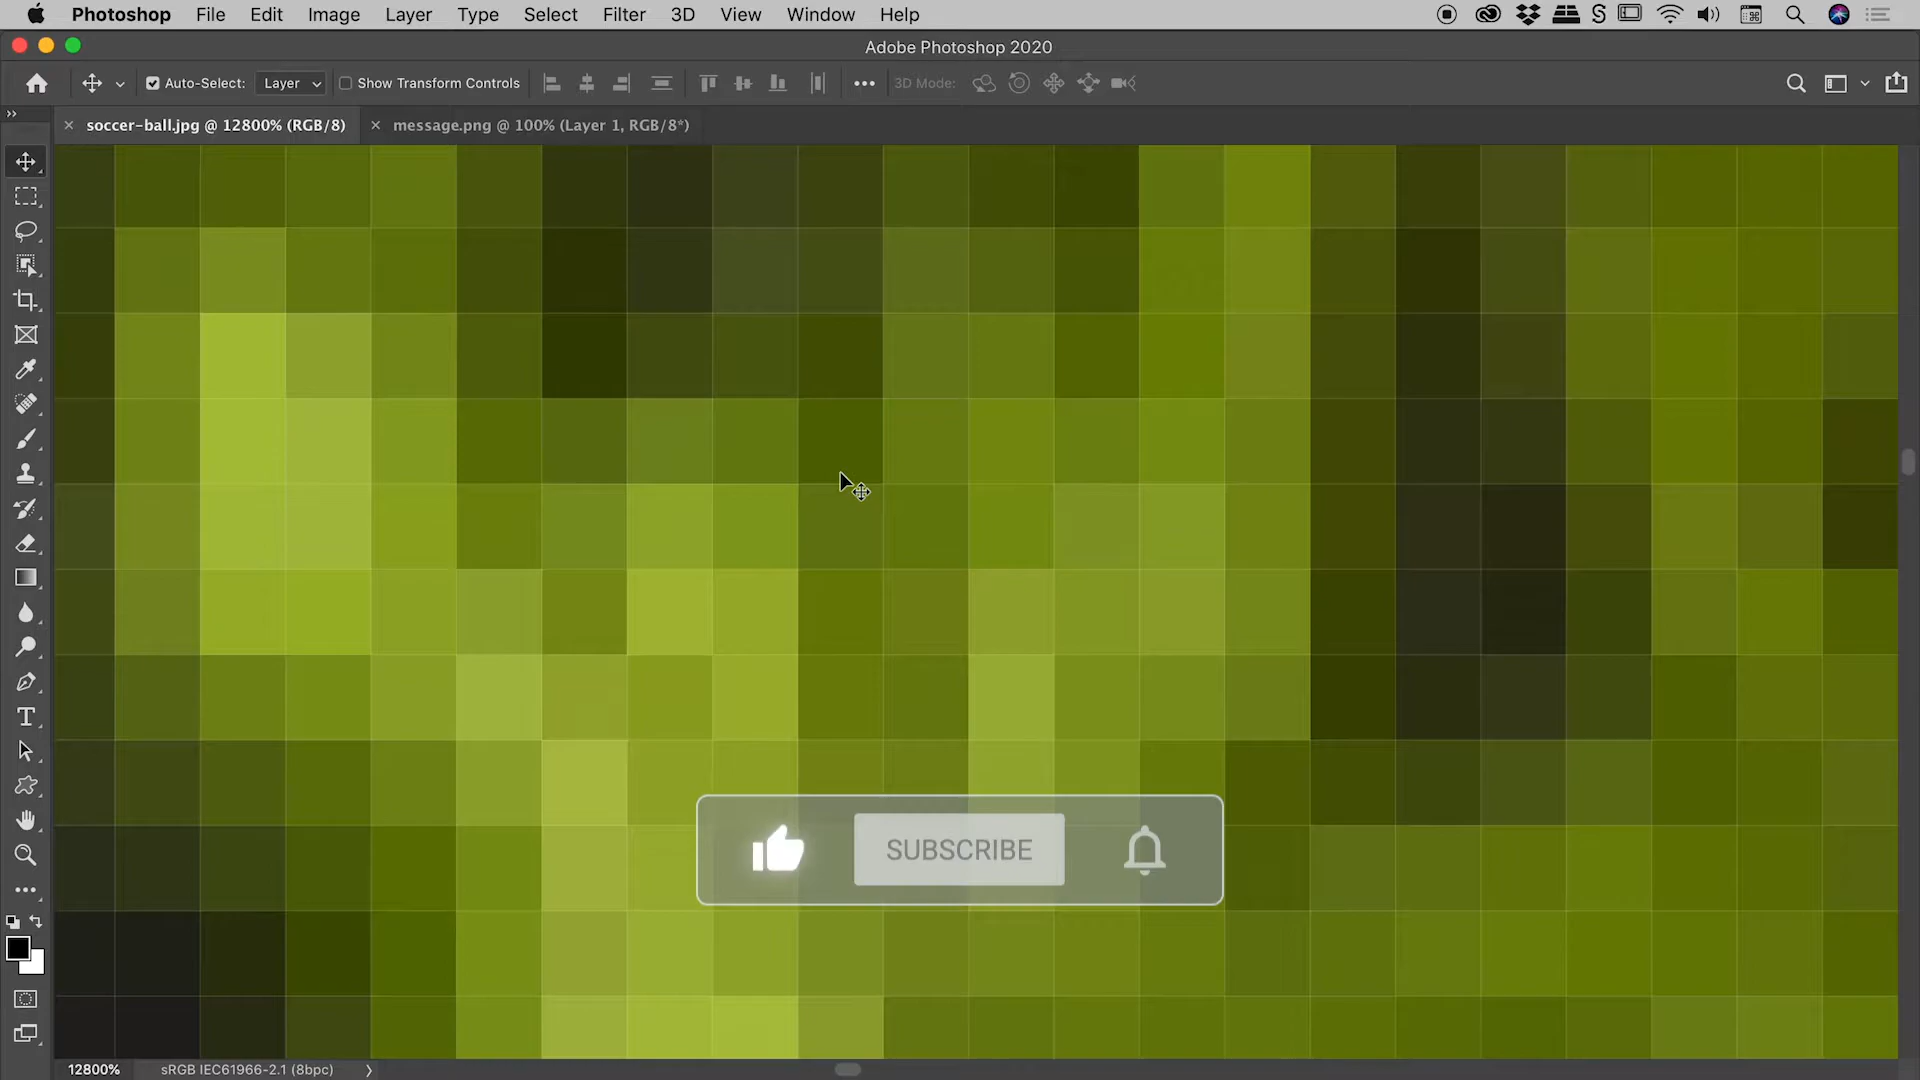 Photoshop File Edit Image Layer Type Select Filter 3D View Window Help
Adobe Photoshop 2020
Auto-Select: Layer Show Transform Controls 3D Mode:
soccer-ball.jpg @ 12800% (RGB/8) message.png @ 100% (Layer 1, RGB/8*)
SUBSCRIBE
12800% sRGB IEC61966-2.1 (8bpc)